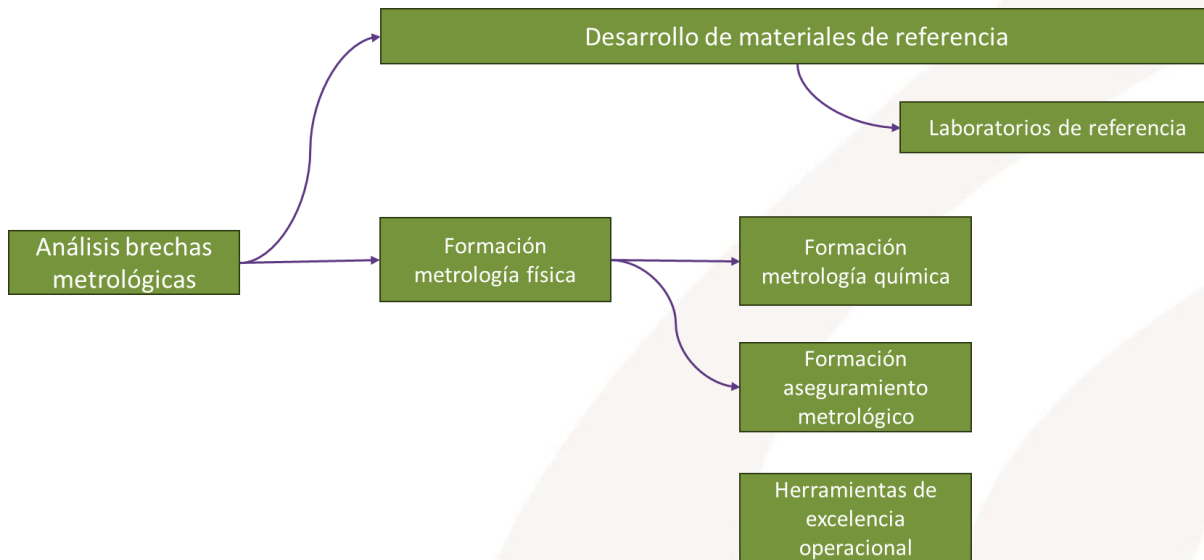 Desarrollo de materiales de referencia
Laboratorios de referencia
Análisis brechas
metrológicas
Formación
metrología física
Formación
metrología química
Formación
aseguramiento
metrológico
Herramientas de
excelencia
operacional